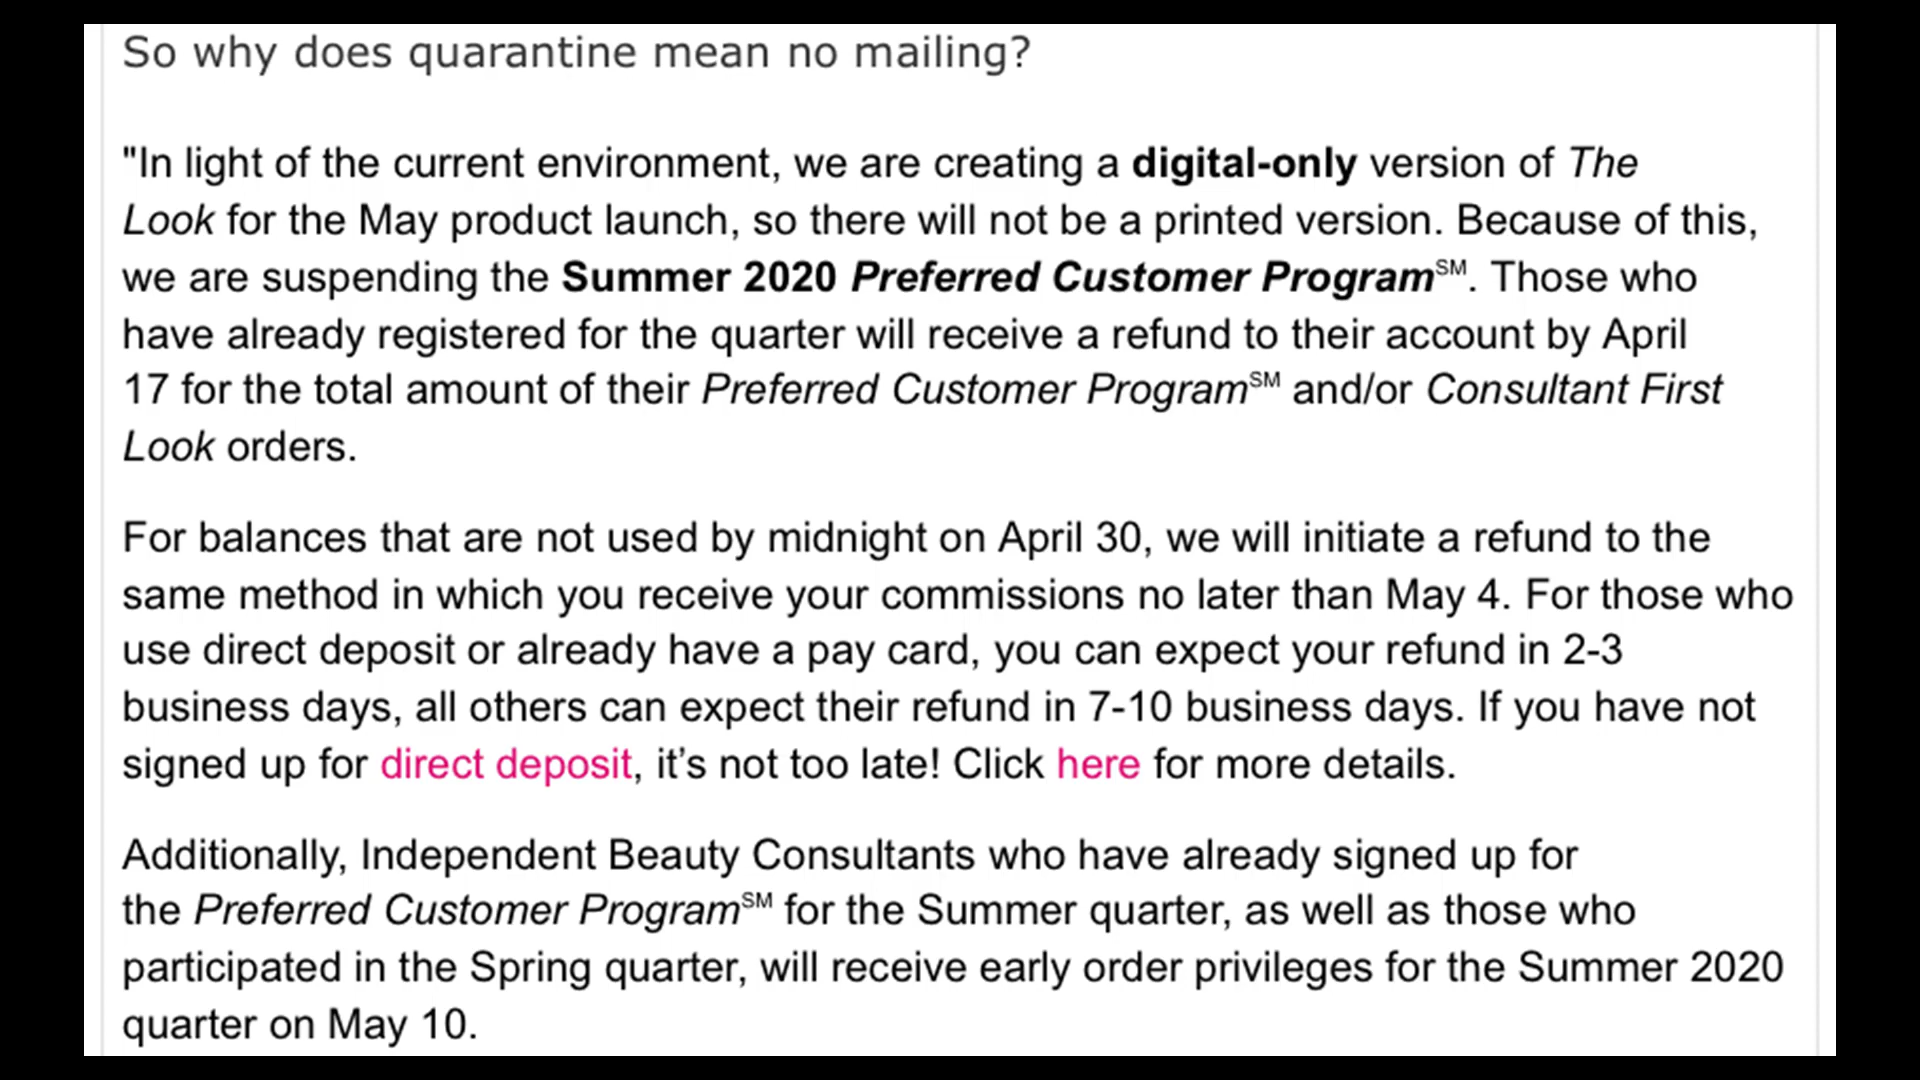 So why does quarantine mean no mailing?
"In light of the current environment, we are creating a digital-only version of The
Look for the May product launch, so there will not be a printed version. Because of this,
we are suspending the Summer 2020 Preferred Customer Program℠. Those who
have already registered for the quarter will receive a refund to their account by April
17 for the total amount of their Preferred Customer Program℠ and/or Consultant First
Look orders.
For balances that are not used by midnight on April 30, we will initiate a refund to the
same method in which you receive your commissions no later than May 4. For those who
use direct deposit or already have a pay card, you can expect your refund in 2-3
business days, all others can expect their refund in 7-10 business days. If you have not
signed up for direct deposit, it’s not too late! Click here for more details.
Additionally, Independent Beauty Consultants who have already signed up for
the Preferred Customer Program℠ for the Summer quarter, as well as those who
participated in the Spring quarter, will receive early order privileges for the Summer 2020
quarter on May 10.